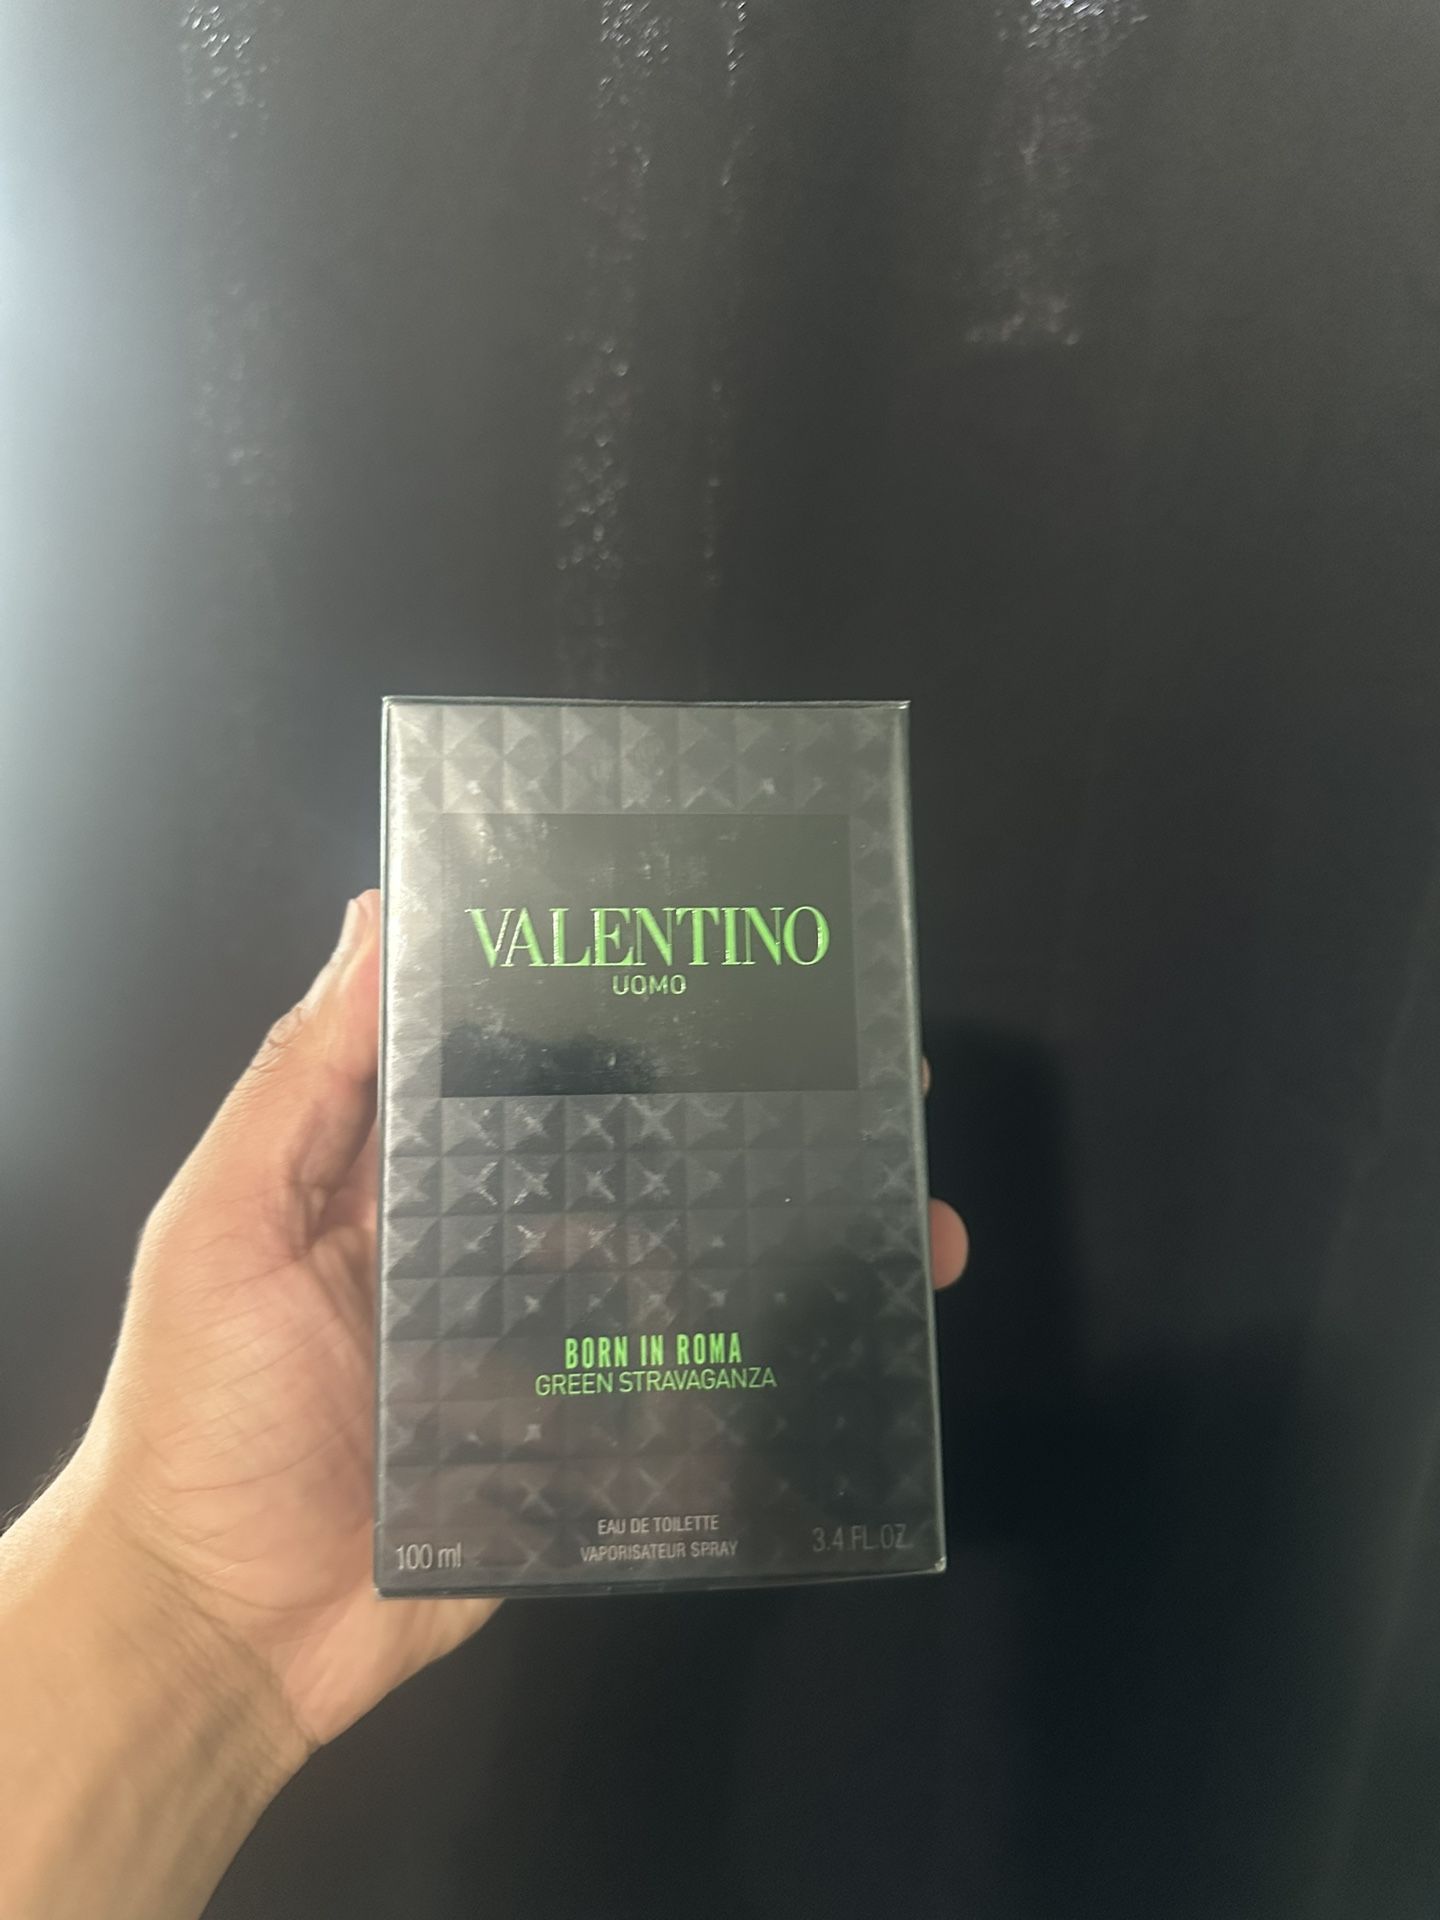 VALENTINO
UOMO
BORN IN ROMA
GREEN STRAVAGANZA
EAU DE TOILETTE
100 ml VAPORISATEUR SPRAY 3.4 FL.OZ.